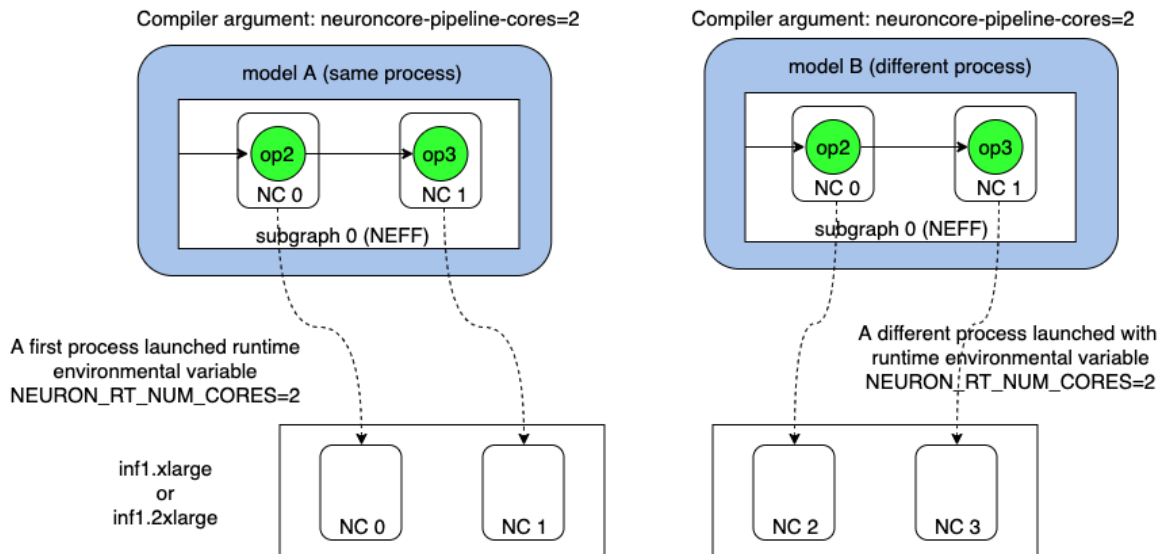 Compiler argument: neuroncore-pipeline-cores=2
model A (same process)
op2
op3
NC 0
NC 1
subgraph 0 (NEFF)
A first process launched runtime
environmental variable
NEURON_RT_NUM_CORES=2
inf1.xlarge
or
inf1.2xlarge
NC 0
NC 1
Compiler argument: neuroncore-pipeline-cores=2
model B (different process)
op2
op3
NC 0
NC 1
subgraph 0 (NEFF)
A different process launched with
runtime environmental variable
NEURON_RT_NUM_CORES=2
NC 2
NC 3